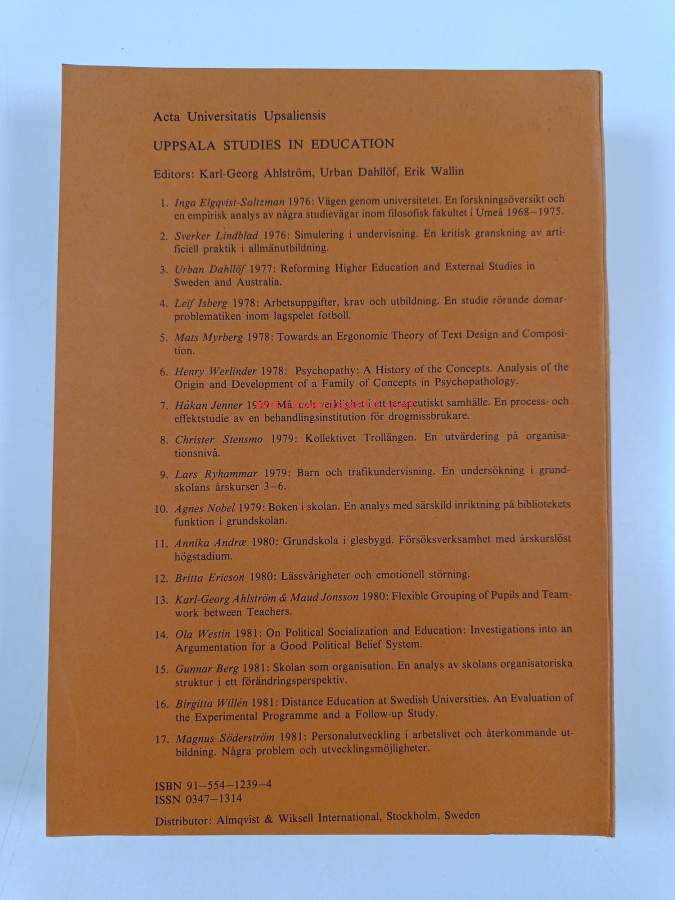 Acta Universitatis Upsaliensis
UPPSALA STUDIES IN EDUCATION
Editors: Karl-Georg Ahlström, Urban Dahllöf, Erik Wallin
1. Inga Elgqvist-Saltzman 1976: Vägen genom universitetet. En forskningsöversikt och
en empirisk analys av några studievägar inom filosofisk fakultet i Umeå 1968–1975.
2. Sverker Lindblad 1976: Simulering i undervisning. En kritisk granskning av arti-
ficiell praktik i allmänutbildning.
3. Urban Dahllöf 1977: Reforming Higher Education and External Studies in
Sweden and Australia.
4. Leif Isberg 1978: Arbetsuppgifter, krav och utbildning. En studie rörande domar-
problematiken inom lagspelet fotboll.
5. Mats Myrberg 1978: Towards an Ergonomic Theory of Text Design and Composi-
tion.
6. Henry Werlinder 1978: Psychopathy: A History of the Concepts. Analysis of the
Origin and Development of a Family of Concepts in Psychopathology.
7. Håkan Jenner 1979: Mål och verklighet i ett terapeutiskt samhälle. En process- och
effektstudie av en behandlingsinstitution för drogmissbrukare.
8. Christer Stensmo 1979: Kollektivet Trollängen. En utvärdering på organisa-
tionsnivå.
9. Lars Ryhammar 1979: Barn och trafikundervisning. En undersökning i grund-
skolans årskurser 3–6.
10. Agnes Nobel 1979: Boken i skolan. En analys med särskild inriktning på bibliotekets
funktion i grundskolan.
11. Annika Andræ 1980: Grundskola i glesbygd. Försöksverksamhet med årskurslöst
högstadium.
12. Britta Ericson 1980: Lässvårigheter och emotionell störning.
13. Karl-Georg Ahlström & Maud Jonsson 1980: Flexible Grouping of Pupils and Team-
work between Teachers.
14. Ola Westin 1981: On Political Socialization and Education: Investigations into an
Argumentation for a Good Political Belief System.
15. Gunnar Berg 1981: Skolan som organisation. En analys av skolans organisatoriska
struktur i ett förändringsperspektiv.
16. Birgitta Willén 1981: Distance Education at Swedish Universities. An Evaluation of
the Experimental Programme and a Follow-up Study.
17. Magnus Söderström 1981: Personalutveckling i arbetslivet och återkommande ut-
bildning. Några problem och utvecklingsmöjligheter.
ISBN 91–554–1239–4
ISSN 0347–1314
Distributor: Almqvist & Wiksell International, Stockholm, Sweden